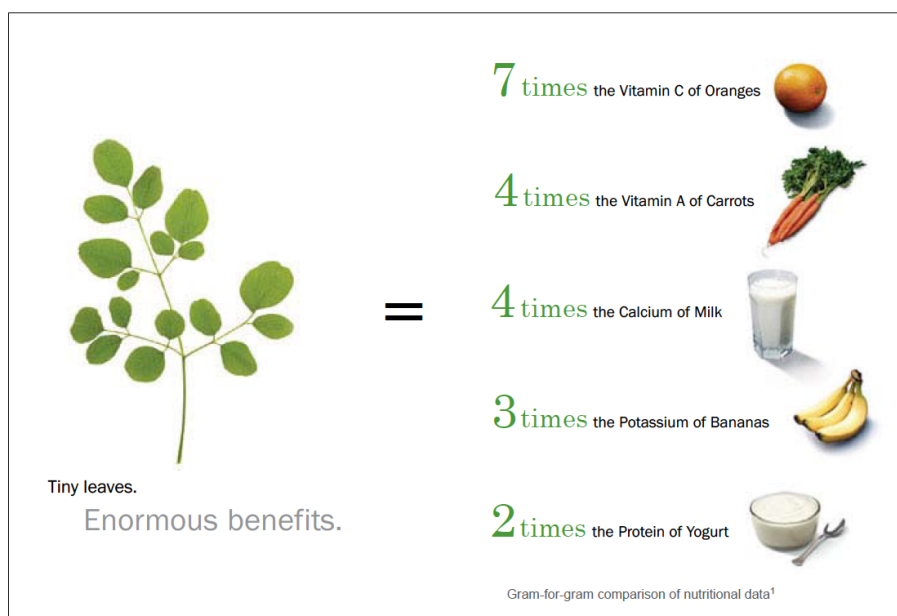 7 times the Vitamin C of Oranges
4 times the Vitamin A of Carrots
4 times the Calcium of Milk
3 times the Potassium of Bananas
2 times the Protein of Yogurt
Gram-for-gram comparison of nutritional data¹
=
Tiny leaves.
Enormous benefits.